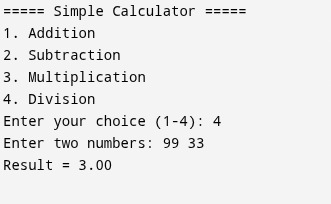 ===== Simple Calculator =====
1. Addition
2. Subtraction
3. Multiplication
4. Division
Enter your choice (1-4): 4
Enter two numbers: 99 33
Result = 3.00